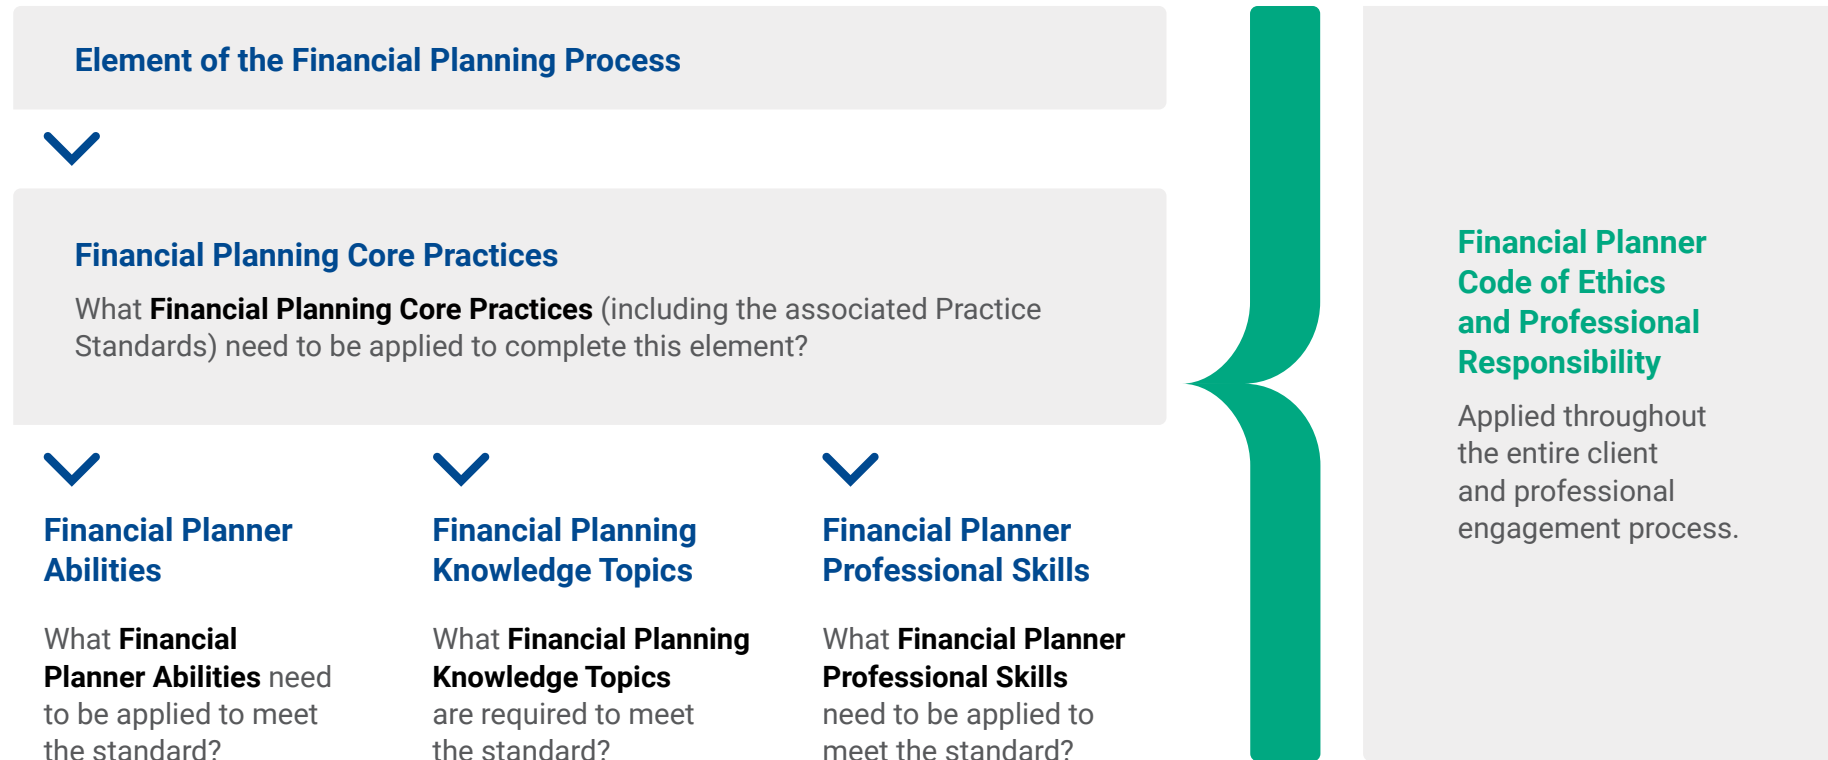 Element of the Financial Planning Process
Financial Planning Core Practices
What Financial Planning Core Practices (including the associated Practice
Standards) need to be applied to complete this element?
Financial Planner
Abilities
What Financial
Planner Abilities need
to be applied to meet
the standard?
Financial Planning
Knowledge Topics
What Financial Planning
Knowledge Topics
are required to meet
the standard?
Financial Planner
Professional Skills
What Financial Planner
Professional Skills
need to be applied to
meet the standard?
Financial Planner
Code of Ethics
and Professional
Responsibility
Applied throughout
the entire client
and professional
engagement process.